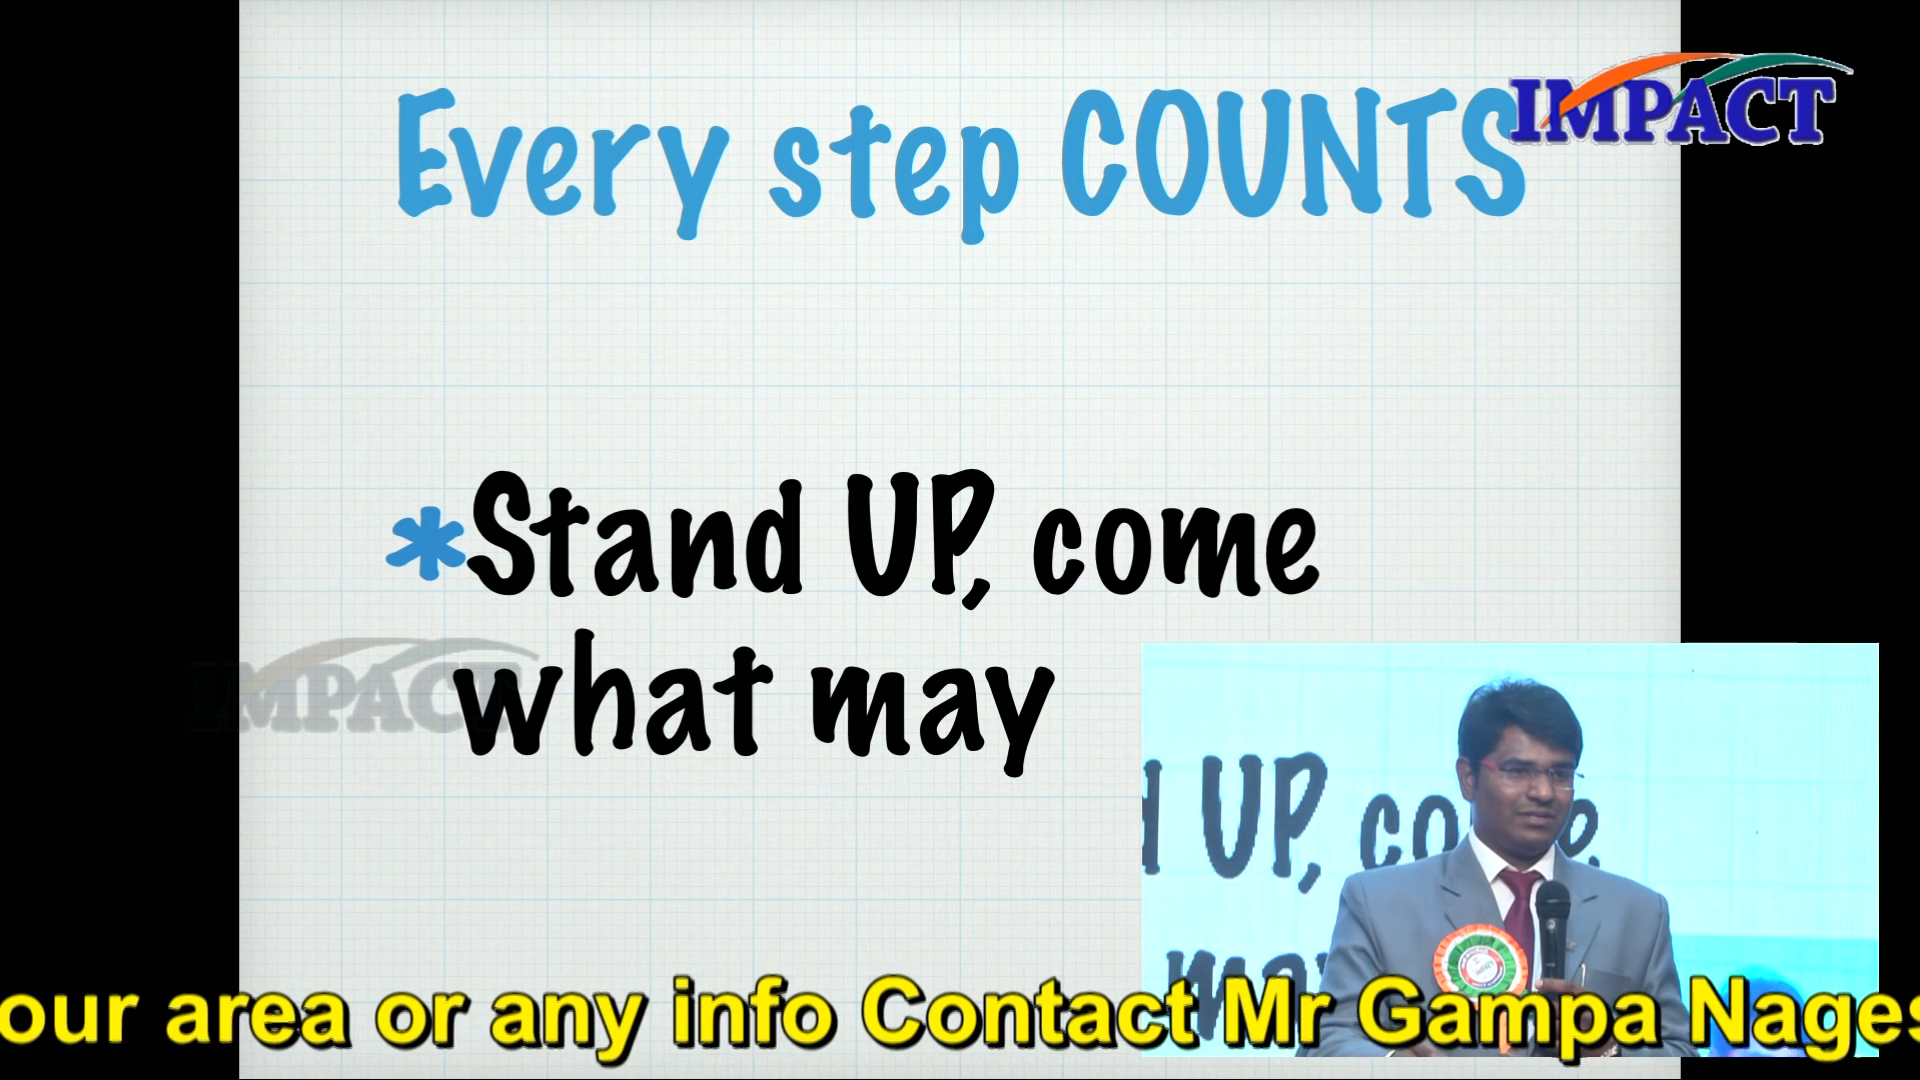 Every step COUNTS
IMPACT
*Stand UP, come
what may
IMPACT
UP, co e
may
our area or any info Contact Mr Gampa Nages